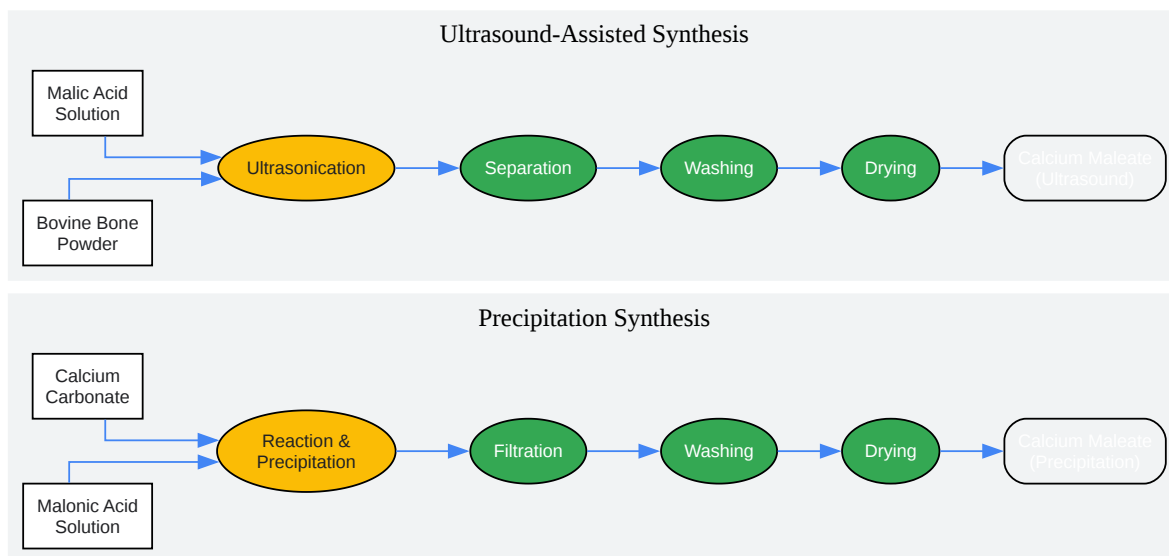 Ultrasound-Assisted Synthesis
Malic Acid
Solution
Bovine Bone
Powder
Ultrasonication
Separation
Washing
Drying
Calcium Maleate
(Ultrasound)
Precipitation Synthesis
Calcium
Carbonate
Malonic Acid
Solution
Reaction &
Precipitation
Filtration
Washing
Drying
Calcium Maleate
(Precipitation)